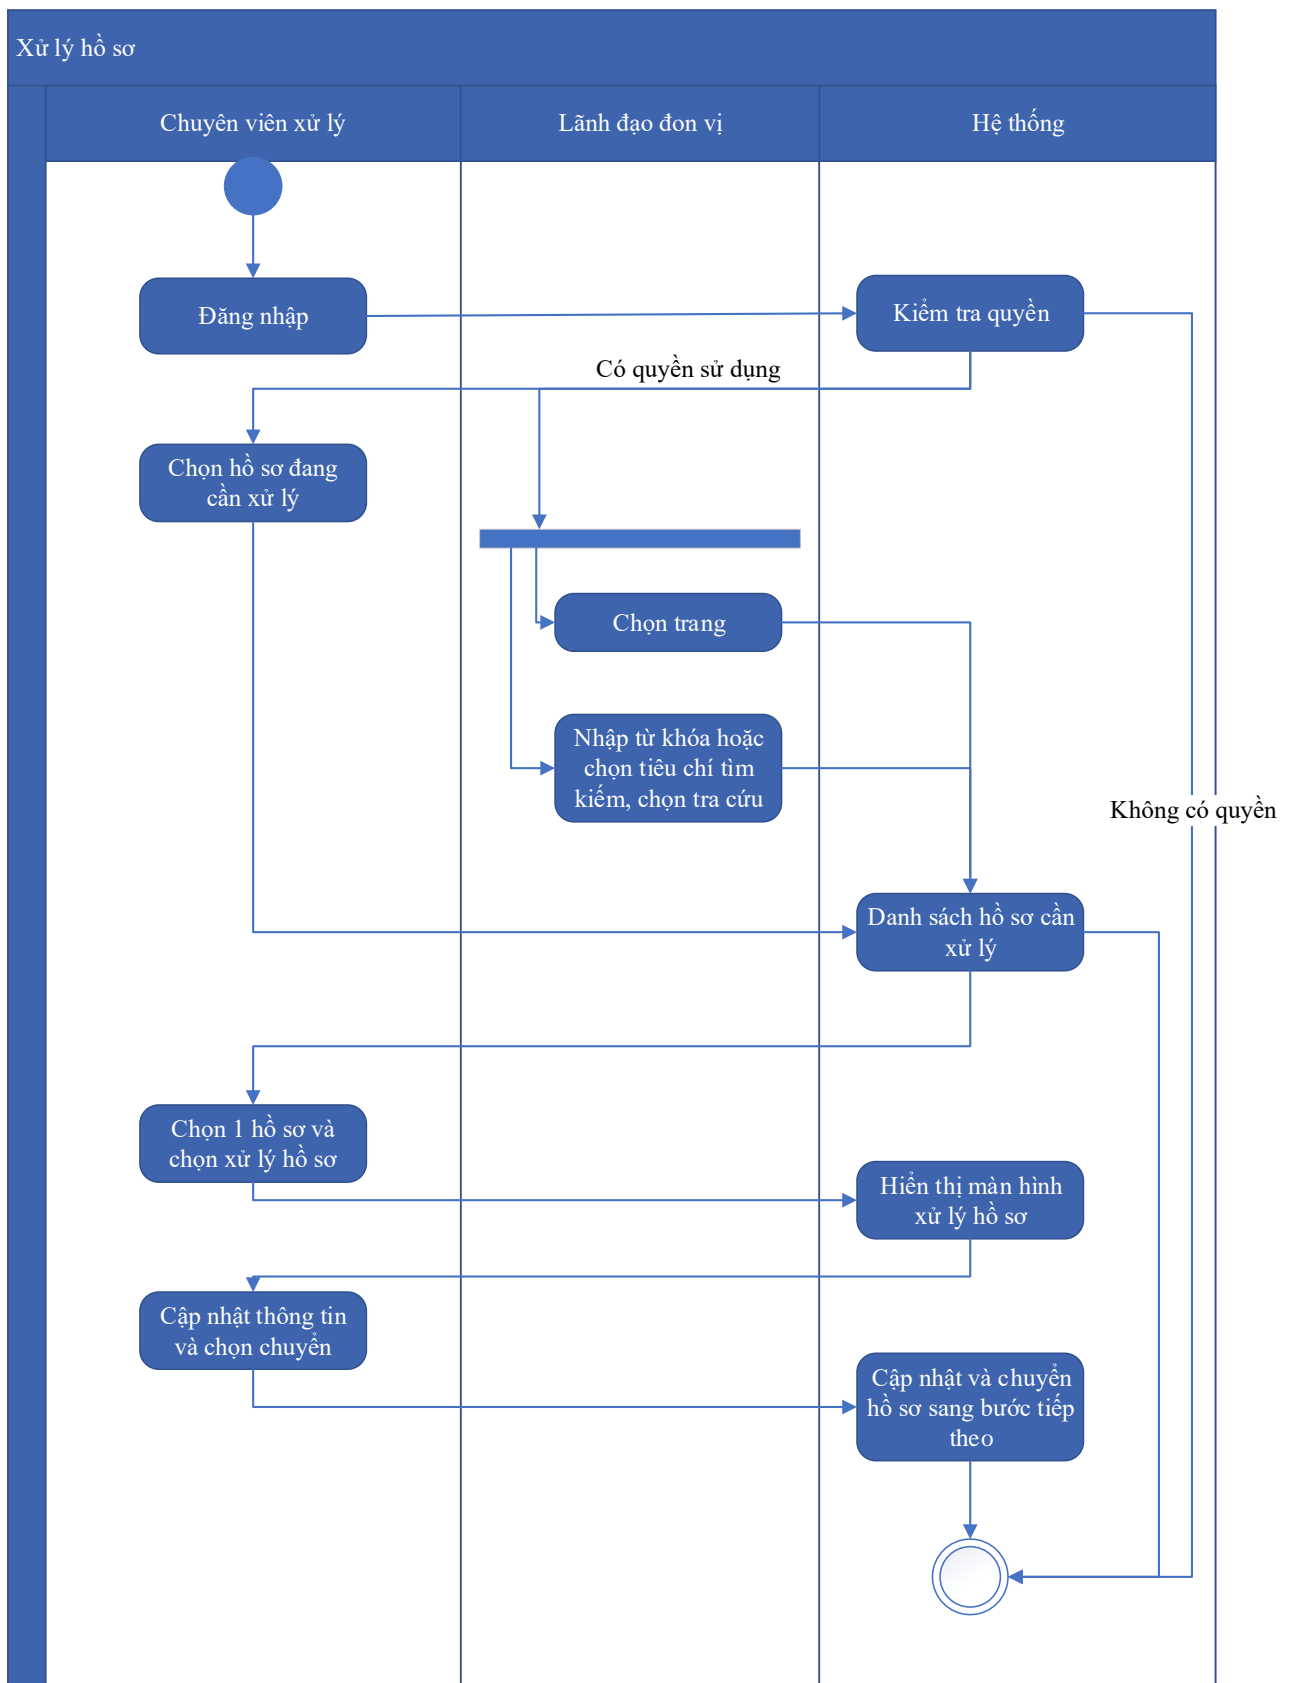 Xử lý hồ sơ
Chuyên viên xử lý
Lãnh đạo đon vị
Hệ thống
Đăng nhập
Kiểm tra quyền
Có quyền sử dụng
Chọn hồ sơ đang
cần xử lý
Chọn trang
Nhập từ khóa hoặc
chọn tiêu chí tìm
kiếm, chọn tra cứu
Không có quyền
Danh sách hồ sơ cần
xử lý
Chọn 1 hồ sơ và
chọn xử lý hồ sơ
Hiển thị màn hình
xử lý hồ sơ
Cập nhật thông tin
và chọn chuyển
Cập nhật và chuyển
hồ sơ sang bước tiếp
theo